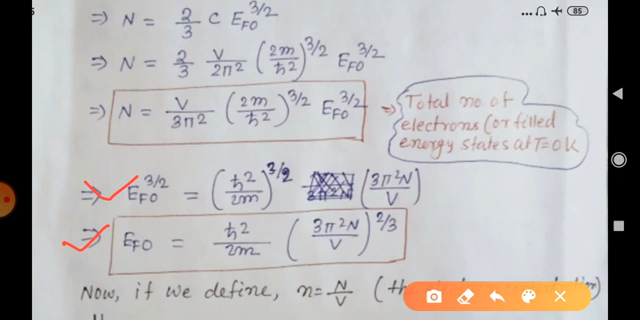 85
⇒ N = 2/3 C E_F0^3/2
⇒ N = 2/3 V/2π² (2m/ħ²)^3/2 E_F0^3/2
⇒ N = V/3π² (2m/ħ²)^3/2 E_F0^3/2 ⇒ Total no. of electrons (or filled energy states at T=0K
⇒ E_F0^3/2 = (ħ²/2m)^3/2 (3π²N/V)
⇒ E_F0 = ħ²/2m (3π²N/V)^2/3
Now, if we define, n = N/V